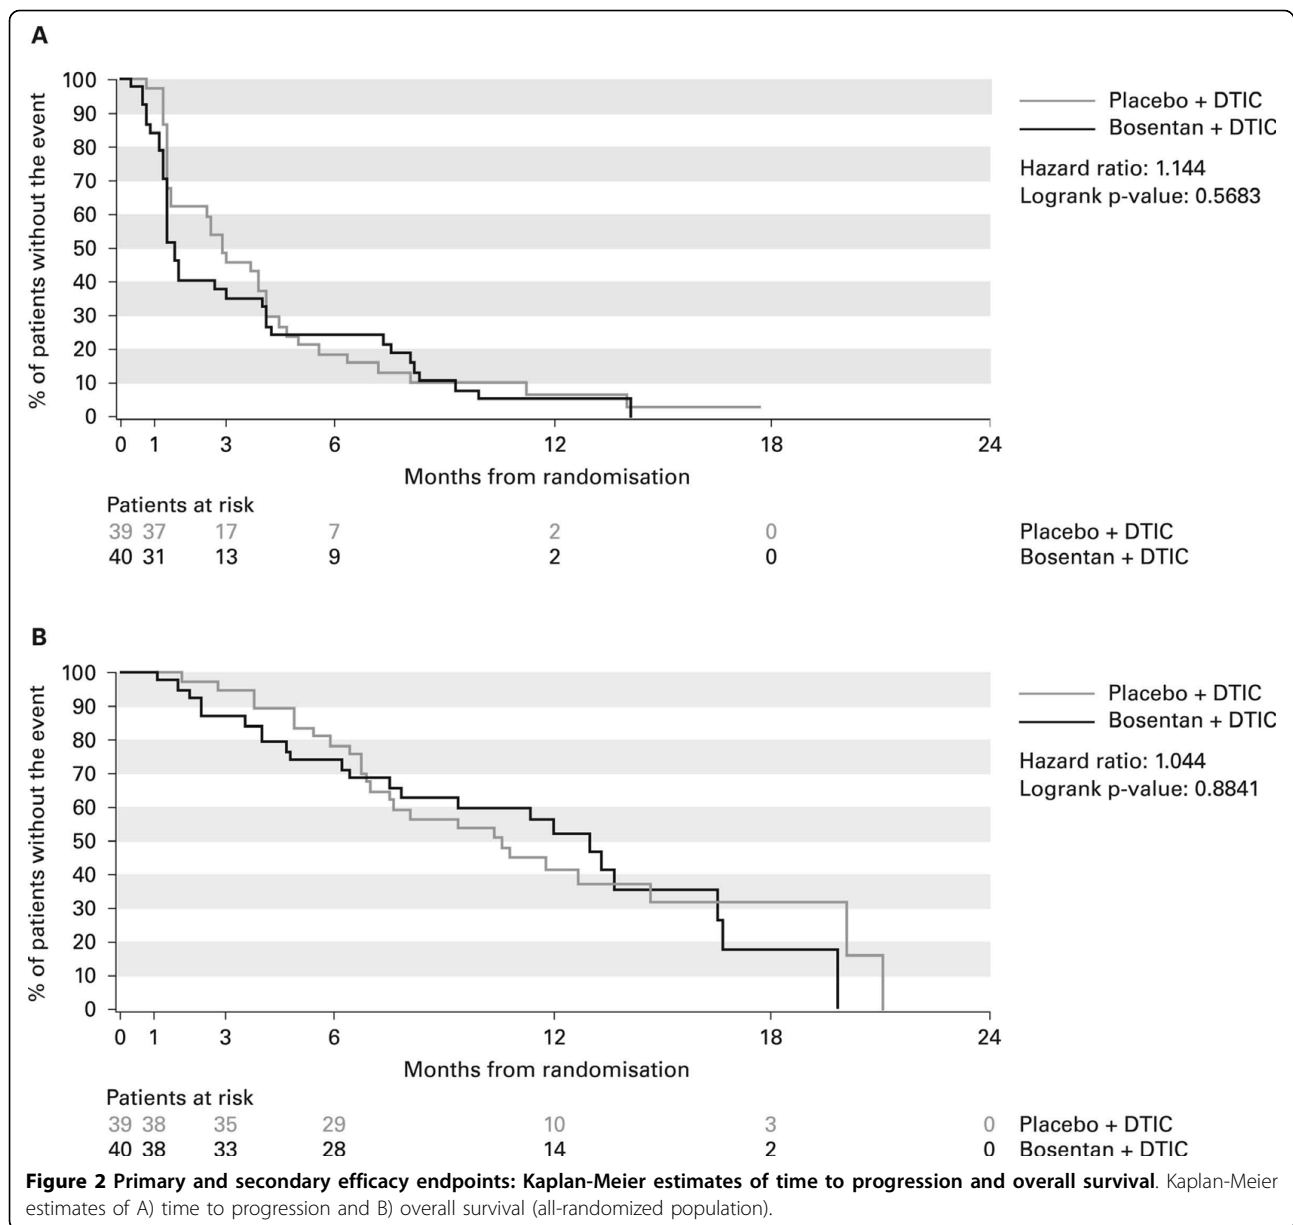 A
% of patients without the event
100
90
80
70
60
50
40
30
20
10
0
0 1 3 6 12 18 24
Months from randomisation
Placebo + DTIC
Bosentan + DTIC
Hazard ratio: 1.144
Logrank p-value: 0.5683
Patients at risk
39 37 17 7 2 0 Placebo + DTIC
40 31 13 9 2 0 Bosentan + DTIC
B
% of patients without the event
100
90
80
70
60
50
40
30
20
10
0
0 1 3 6 12 18 24
Months from randomisation
Placebo + DTIC
Bosentan + DTIC
Hazard ratio: 1.044
Logrank p-value: 0.8841
Patients at risk
39 38 35 29 10 3 0 Placebo + DTIC
40 38 33 28 14 2 0 Bosentan + DTIC
Figure 2 Primary and secondary efficacy endpoints: Kaplan-Meier estimates of time to progression and overall survival. Kaplan-Meier
estimates of A) time to progression and B) overall survival (all-randomized population).